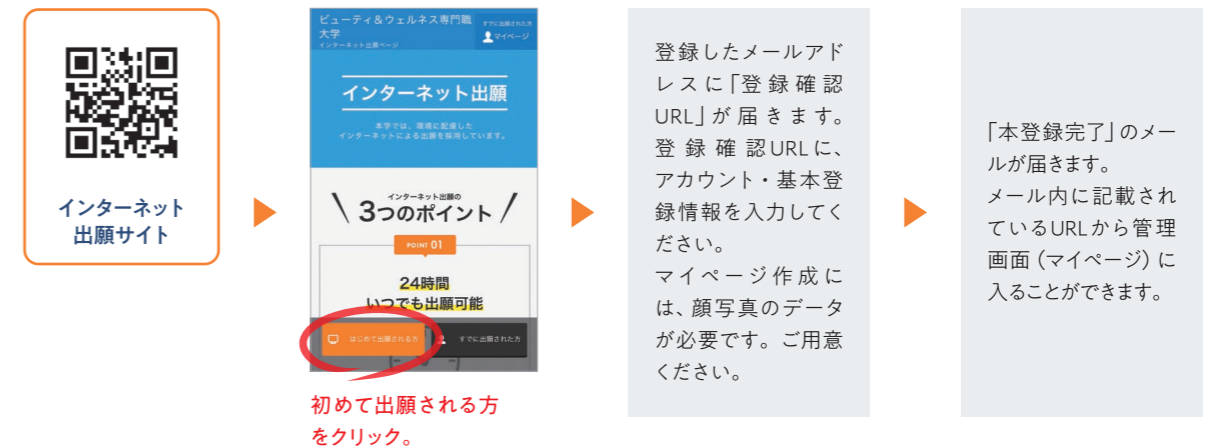 インターネット
出願サイト
ビューティ&ウェルネス専門職
大学
インターネット出願ページ
すでに出願された方
マイページ
インターネット出願
本学では、環境に配慮した
インターネットによる出願を採用しています。
インターネット出願の
3つのポイント
POINT 01
24時間
いつでも出願可能
はじめて出願される方
すでに出願された方
初めて出願される方
をクリック。
登録したメールアド
レスに「登録確認
URL」が届きます。
登録確認URLに、
アカウント・基本登
録情報を入力してく
ださい。
マイページ作成に
は、顔写真のデータ
が必要です。ご用意
ください。
「本登録完了」のメー
ルが届きます。
メール内に記載され
ているURLから管理
画面（マイページ）に
入ることができます。